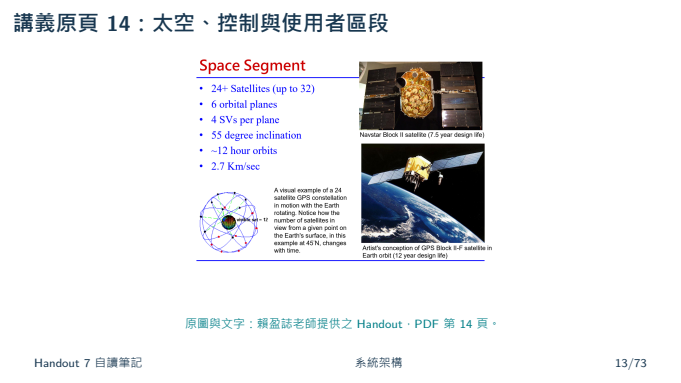 講義原頁 14：太空、控制與使用者區段
Space Segment
• 24+ Satellites (up to 32)
• 6 orbital planes
• 4 SVs per plane
• 55 degree inclination
• ~12 hour orbits
• 2.7 Km/sec
Navstar Block II satellite (7.5 year design life)
A visual example of a 24
satellite GPS constellation
in motion with the Earth
rotating. Notice how the
number of satellites in
view from a given point on
the Earth's surface, in this
example at 45°N, changes
with time.
Artist's conception of GPS Block II-F satellite in
Earth orbit (12 year design life)
原圖與文字：賴盈誌老師提供之 Handout，PDF 第 14 頁。
Handout 7 自讀筆記
系統架構
13/73